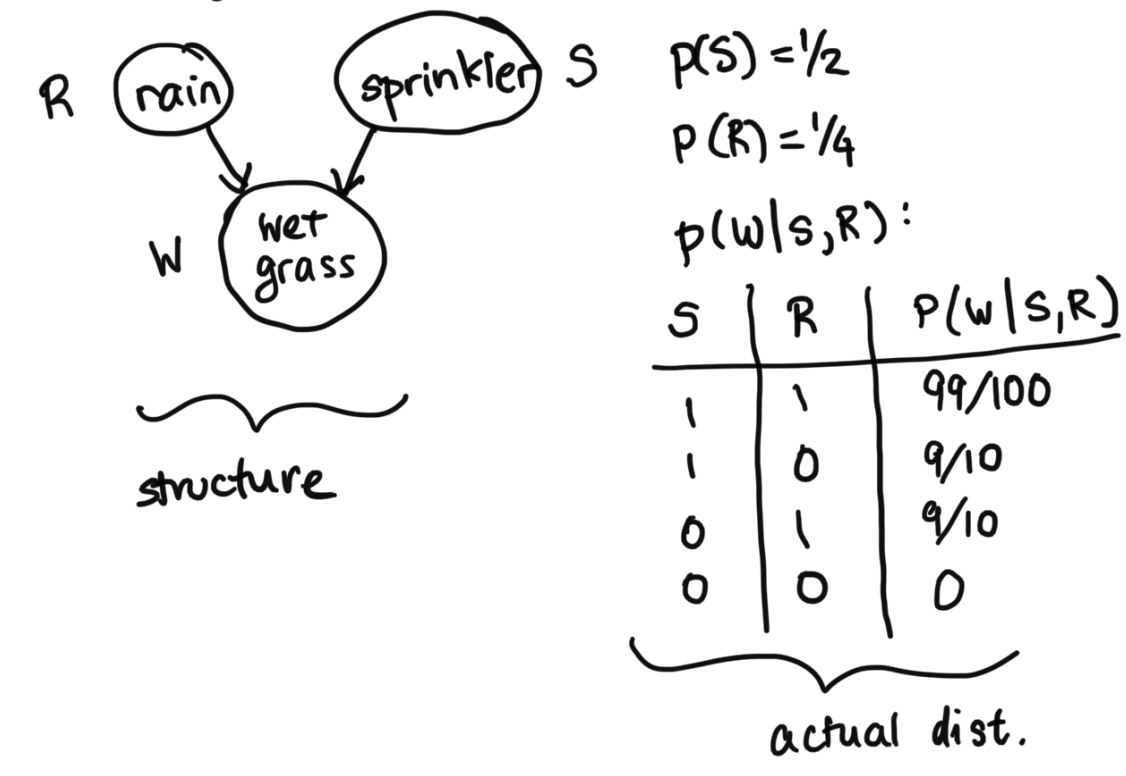 R rain sprinkler S
W wet grass
structure
p(S) = 1/2
p(R) = 1/4
p(W|S,R):
S R P(W|S,R)
1 1 99/100
1 0 9/10
0 1 9/10
0 0 0
actual dist.